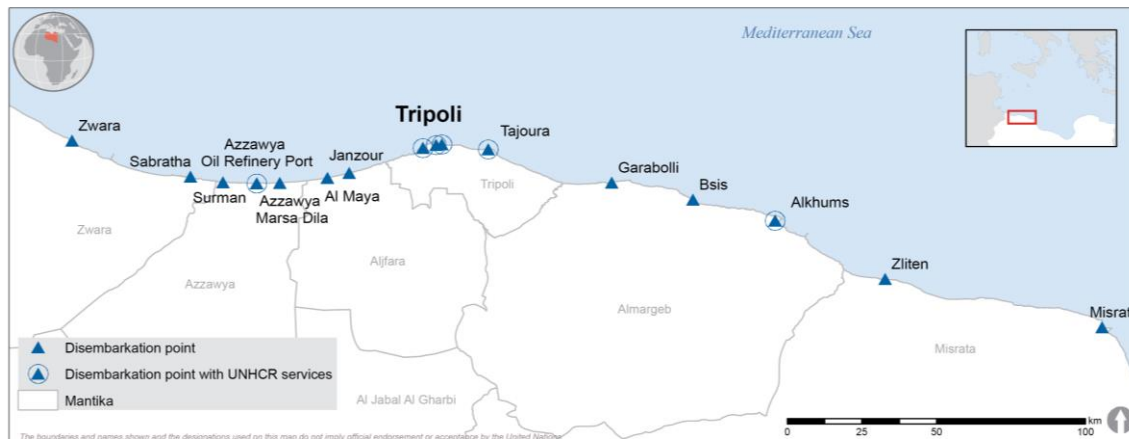 Mediterranean Sea
Zwara
Tripoli
Sabratha
Azzawya
Oil Refinery Port
Janzour
Tajoura
Surman
Azzawya
Marsa Dila
Al Maya
Tripoli
Garabolli
Bsis
Alkhums
Zwara
Azzawya
Aljfara
Almargeb
Zliten
Misrat
Misrata
Al Jabal Al Gharbi
Disembarkation point
Disembarkation point with UNHCR services
Mantika
km
0 25 50 100
The boundaries and names shown and the designations used on this map do not imply official endorsement or acceptance by the United Nations